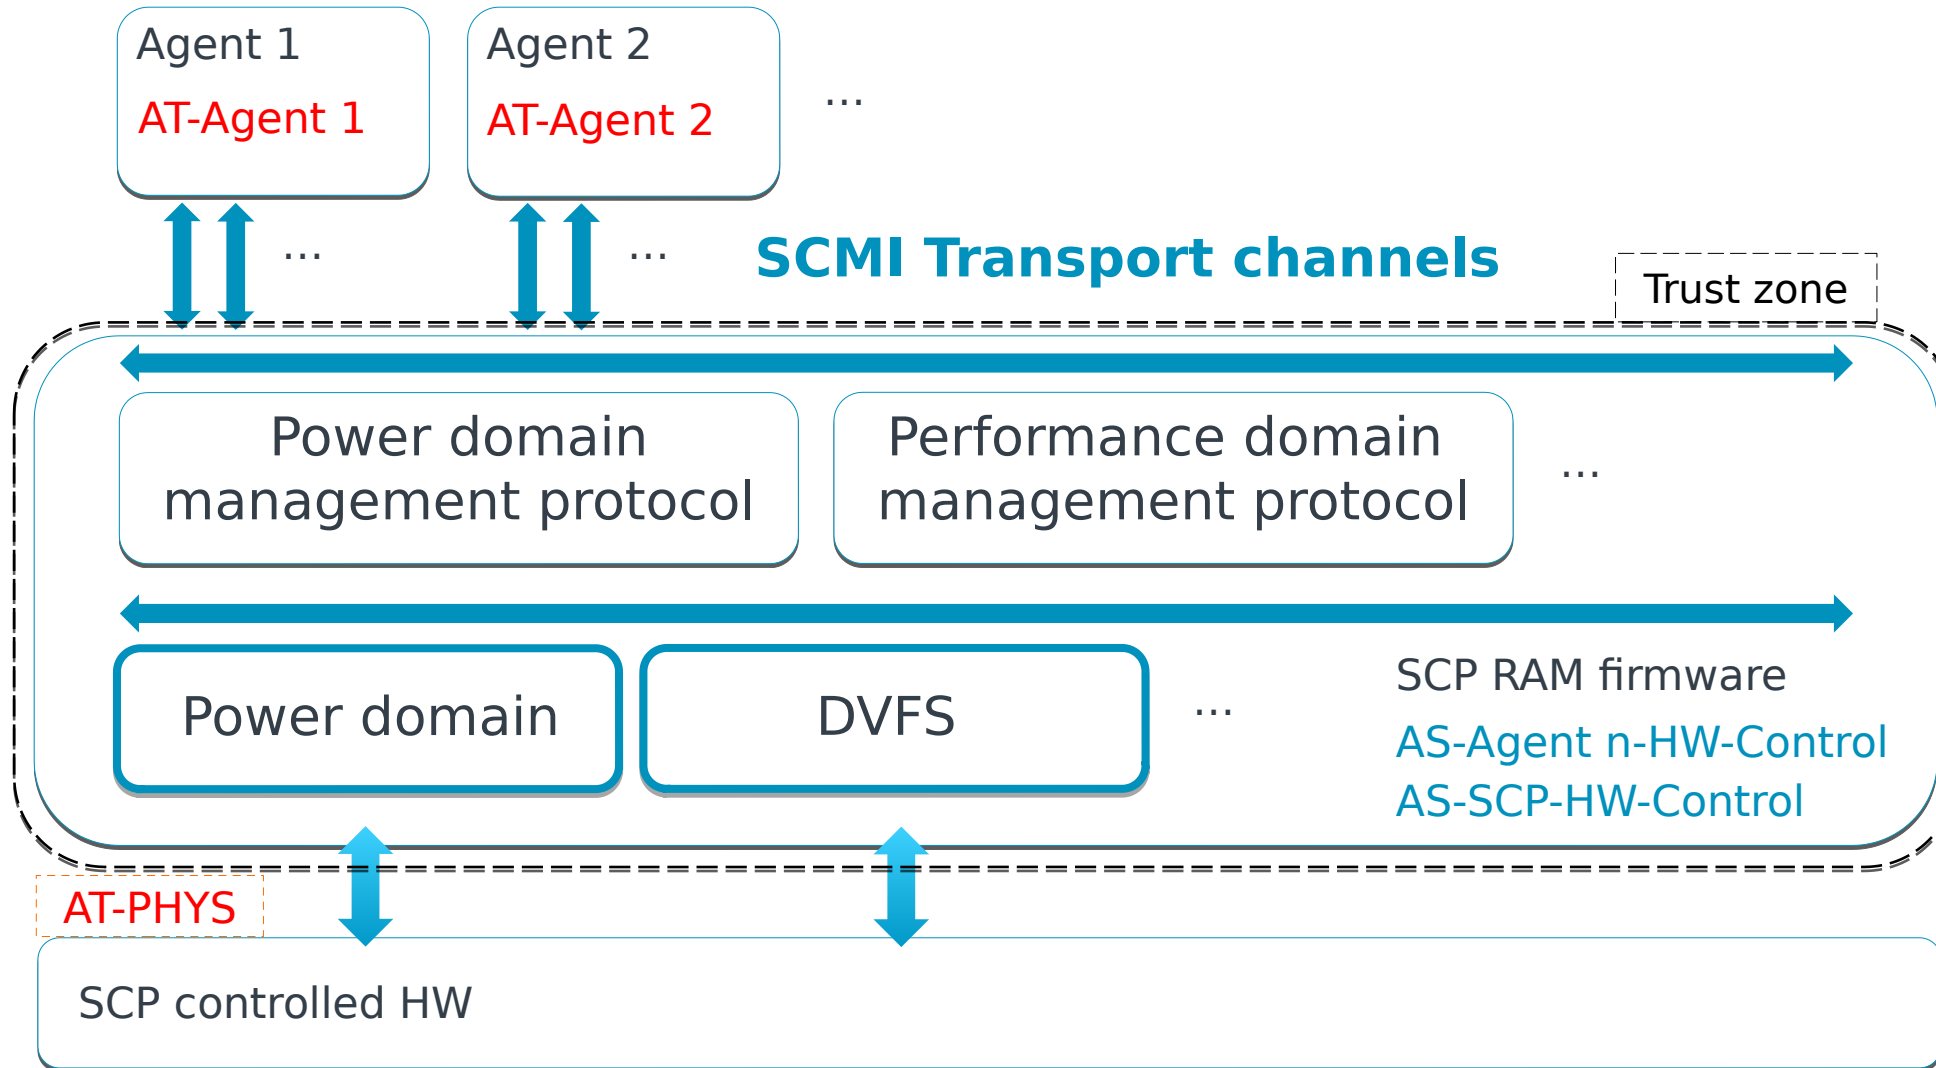 Agent 1
AT-Agent 1
Agent 2
AT-Agent 2
...
...
...
SCMI Transport channels
Trust zone
Power domain
management protocol
Performance domain
management protocol
...
Power domain
DVFS
...
SCP RAM firmware
AS-Agent n-HW-Control
AS-SCP-HW-Control
AT-PHYS
SCP controlled HW